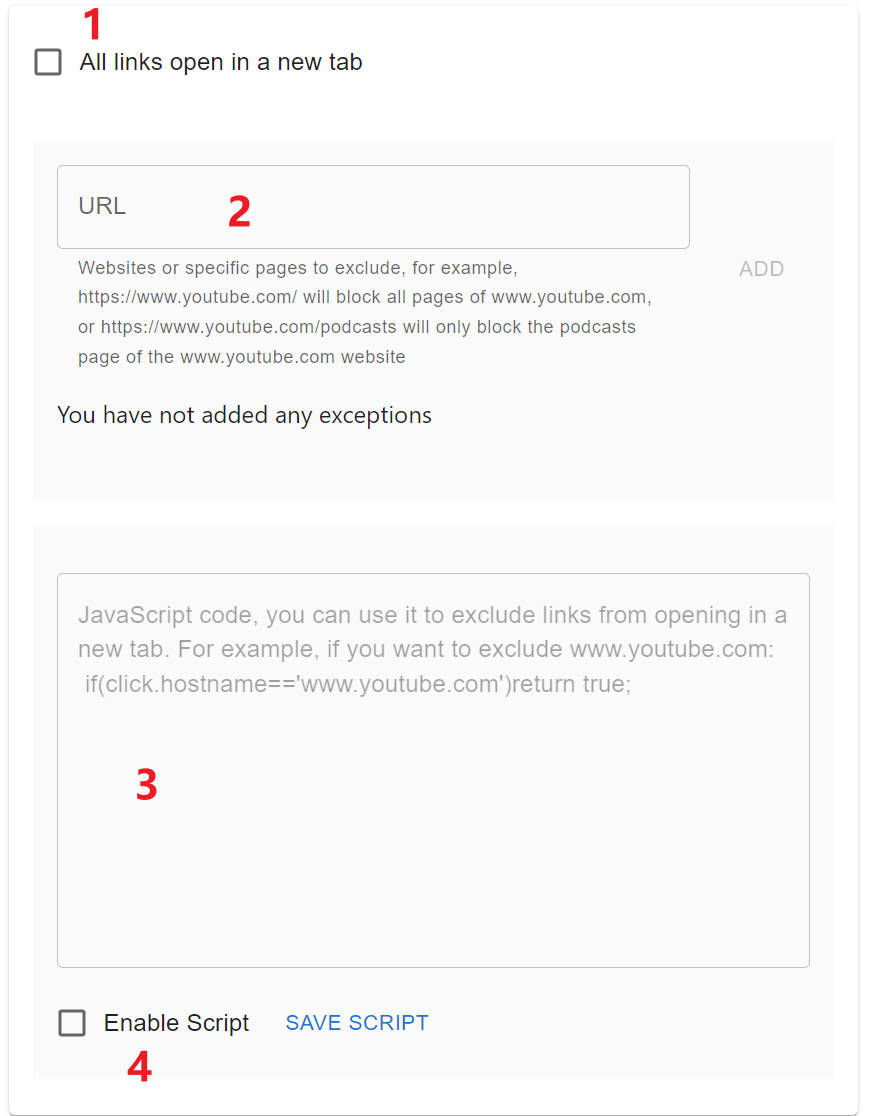 1
All links open in a new tab
URL
2
Websites or specific pages to exclude, for example,
https://www.youtube.com/ will block all pages of www.youtube.com,
or https://www.youtube.com/podcasts will only block the podcasts
page of the www.youtube.com website
ADD
You have not added any exceptions
JavaScript code, you can use it to exclude links from opening in a
new tab. For example, if you want to exclude www.youtube.com:
if(click.hostname=='www.youtube.com')return true;
3
Enable Script SAVE SCRIPT
4